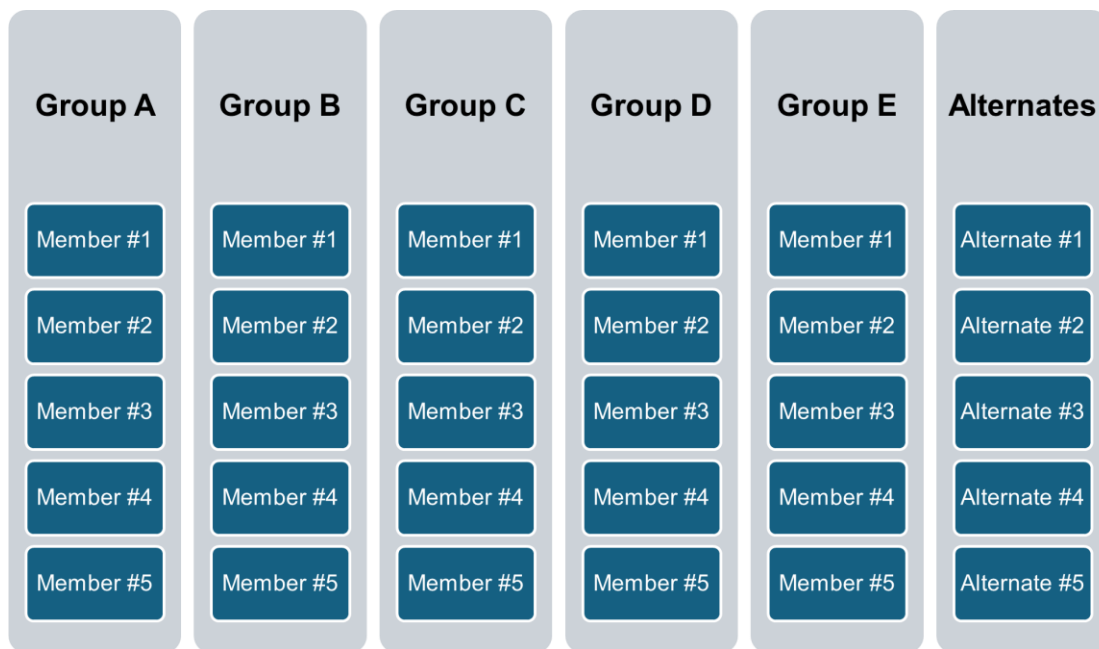 Group A
Member #1
Member #2
Member #3
Member #4
Member #5
Group B
Member #1
Member #2
Member #3
Member #4
Member #5
Group C
Member #1
Member #2
Member #3
Member #4
Member #5
Group D
Member #1
Member #2
Member #3
Member #4
Member #5
Group E
Member #1
Member #2
Member #3
Member #4
Member #5
Alternates
Alternate #1
Alternate #2
Alternate #3
Alternate #4
Alternate #5